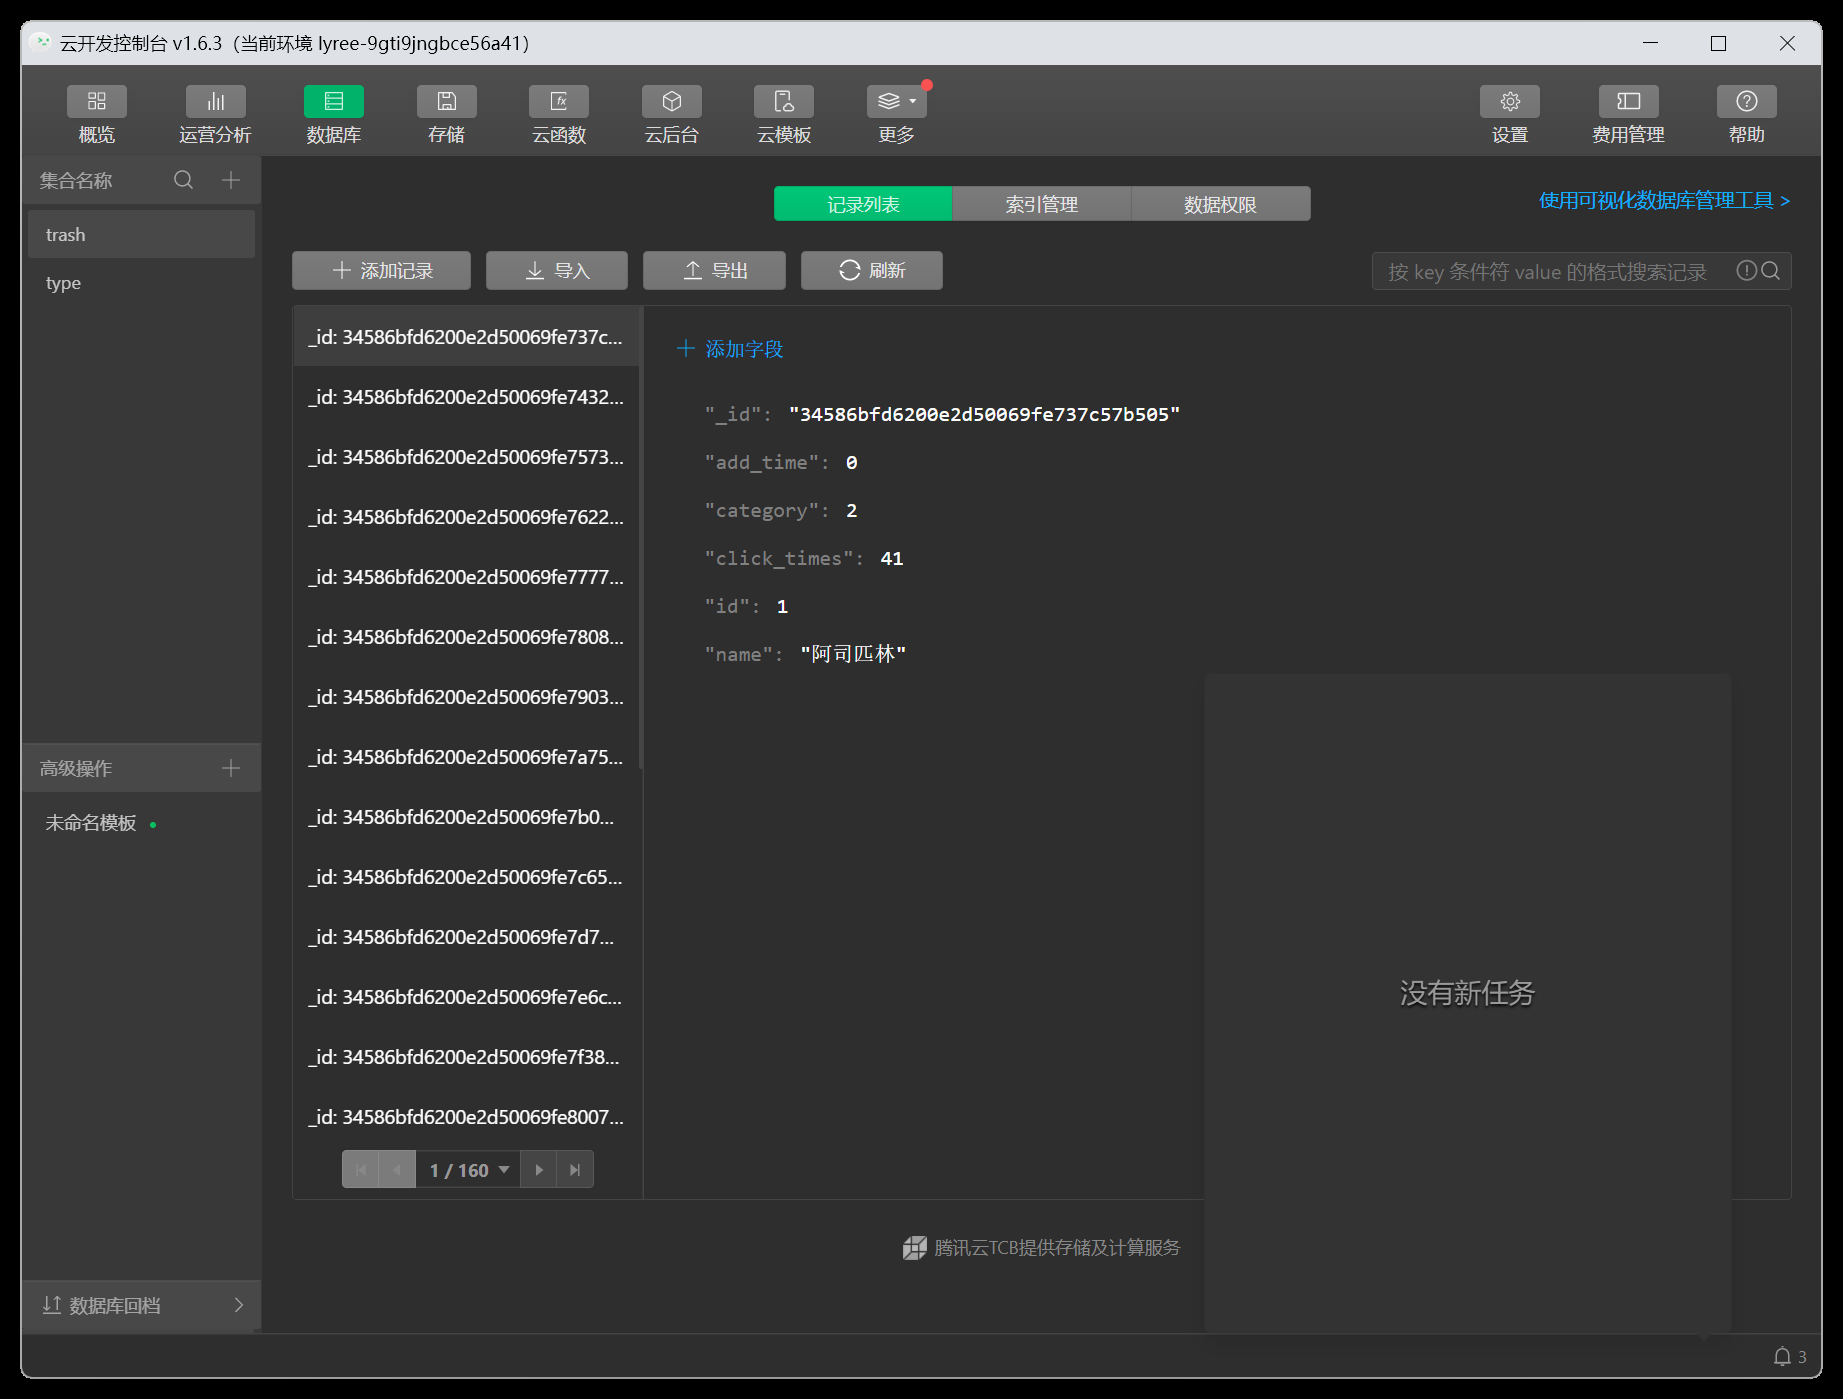 云开发控制台 v1.6.3（当前环境 lyree-9gti9jngbce56a41）
概览
运营分析
数据库
存储
云函数
云后台
云模板
更多
设置
费用管理
帮助
集合名称
trash
type
记录列表
索引管理
数据权限
使用可视化数据库管理工具 >
添加记录
导入
导出
刷新
按 key 条件符 value 的格式搜索记录
_id: 34586bfd6200e2d50069fe737c...
_id: 34586bfd6200e2d50069fe7432...
_id: 34586bfd6200e2d50069fe7573...
_id: 34586bfd6200e2d50069fe7622...
_id: 34586bfd6200e2d50069fe7777...
_id: 34586bfd6200e2d50069fe7808...
_id: 34586bfd6200e2d50069fe7903...
_id: 34586bfd6200e2d50069fe7a75...
_id: 34586bfd6200e2d50069fe7b0...
_id: 34586bfd6200e2d50069fe7c65...
_id: 34586bfd6200e2d50069fe7d7...
_id: 34586bfd6200e2d50069fe7e6c...
_id: 34586bfd6200e2d50069fe7f38...
_id: 34586bfd6200e2d50069fe8007...
1 / 160
添加字段
"_id": "34586bfd6200e2d50069fe737c57b505"
"add_time": 0
"category": 2
"click_times": 41
"id": 1
"name": "阿司匹林"
没有新任务
高级操作
未命名模板
腾讯云TCB提供存储及计算服务
数据库回档
3